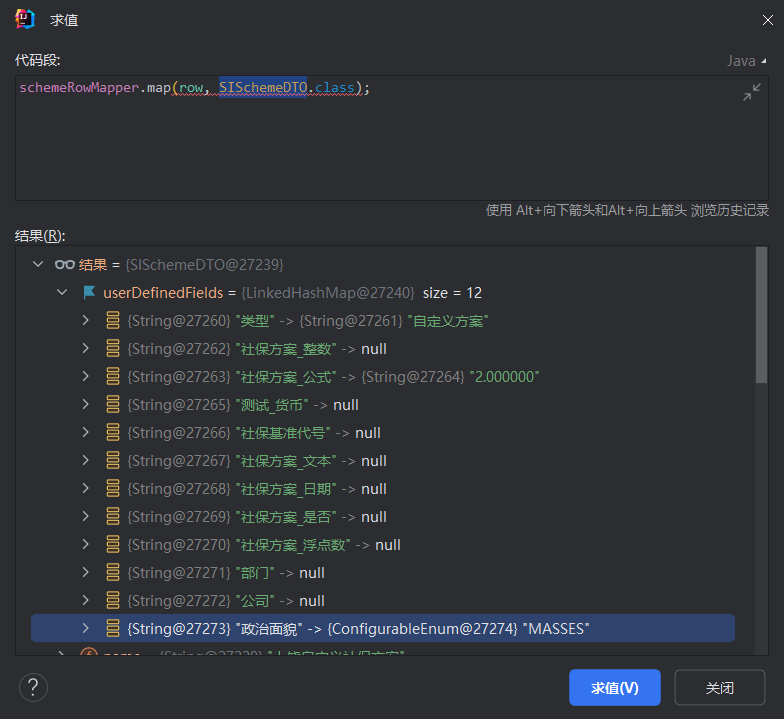 求值
代码段:
Java
schemeRowMapper.map(row, SISchemeDTO.class);
使用 Alt+向下箭头和Alt+向上箭头 浏览历史记录
结果(R):
结果 = {SISchemeDTO@27239}
userDefinedFields = {LinkedHashMap@27240} size = 12
{String@27260} "类型" -> {String@27261} "自定义方案"
{String@27262} "社保方案_整数" -> null
{String@27263} "社保方案_公式" -> {String@27264} "2.000000"
{String@27265} "测试_货币" -> null
{String@27266} "社保基准代号" -> null
{String@27267} "社保方案_文本" -> null
{String@27268} "社保方案_日期" -> null
{String@27269} "社保方案_是否" -> null
{String@27270} "社保方案_浮点数" -> null
{String@27271} "部门" -> null
{String@27272} "公司" -> null
{String@27273} "政治面貌" -> {ConfigurableEnum@27274} "MASSES"
求值(V)
关闭